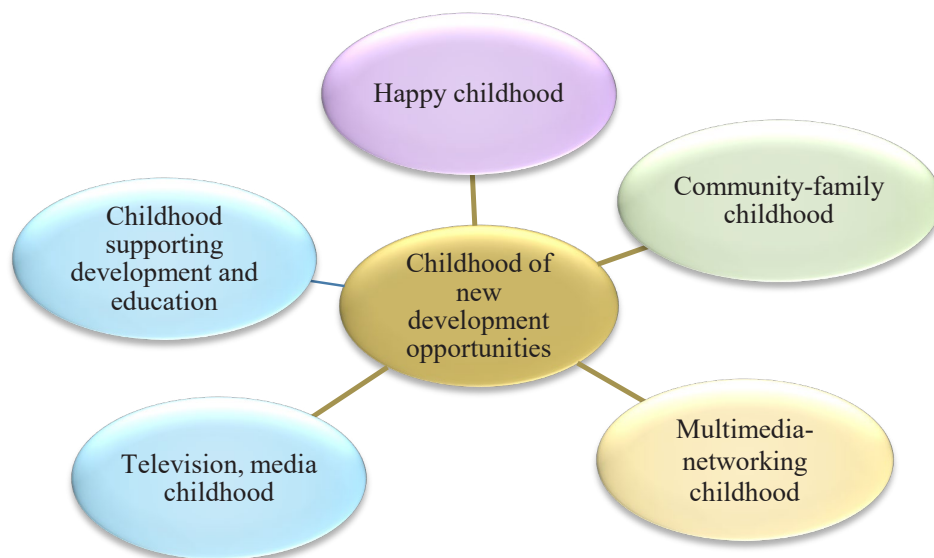 Happy childhood
Community-family
childhood
Childhood
supporting
development and
education
Childhood of
new
development
opportunities
Television, media
childhood
Multimedia-
networking
childhood